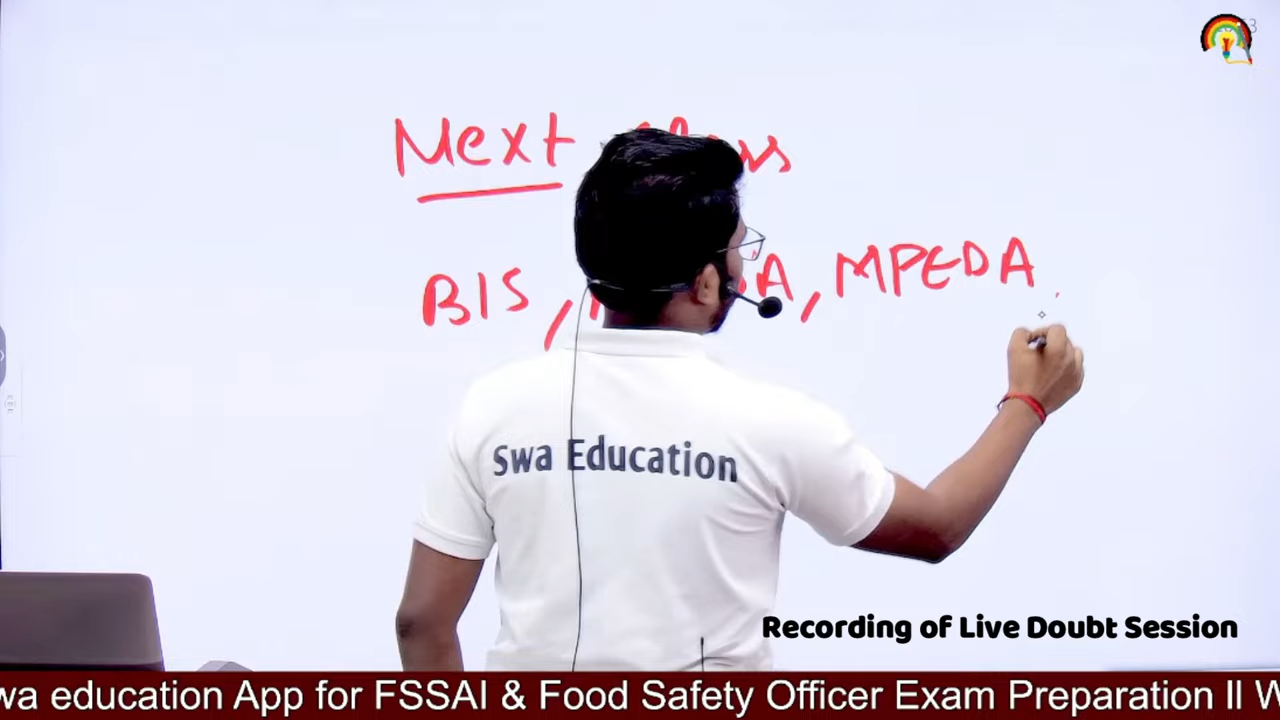 Next
BIS , , MPEDA
Swa Education
Recording of Live Doubt Session
wa education App for FSSAI & Food Safety Officer Exam Preparation ll W